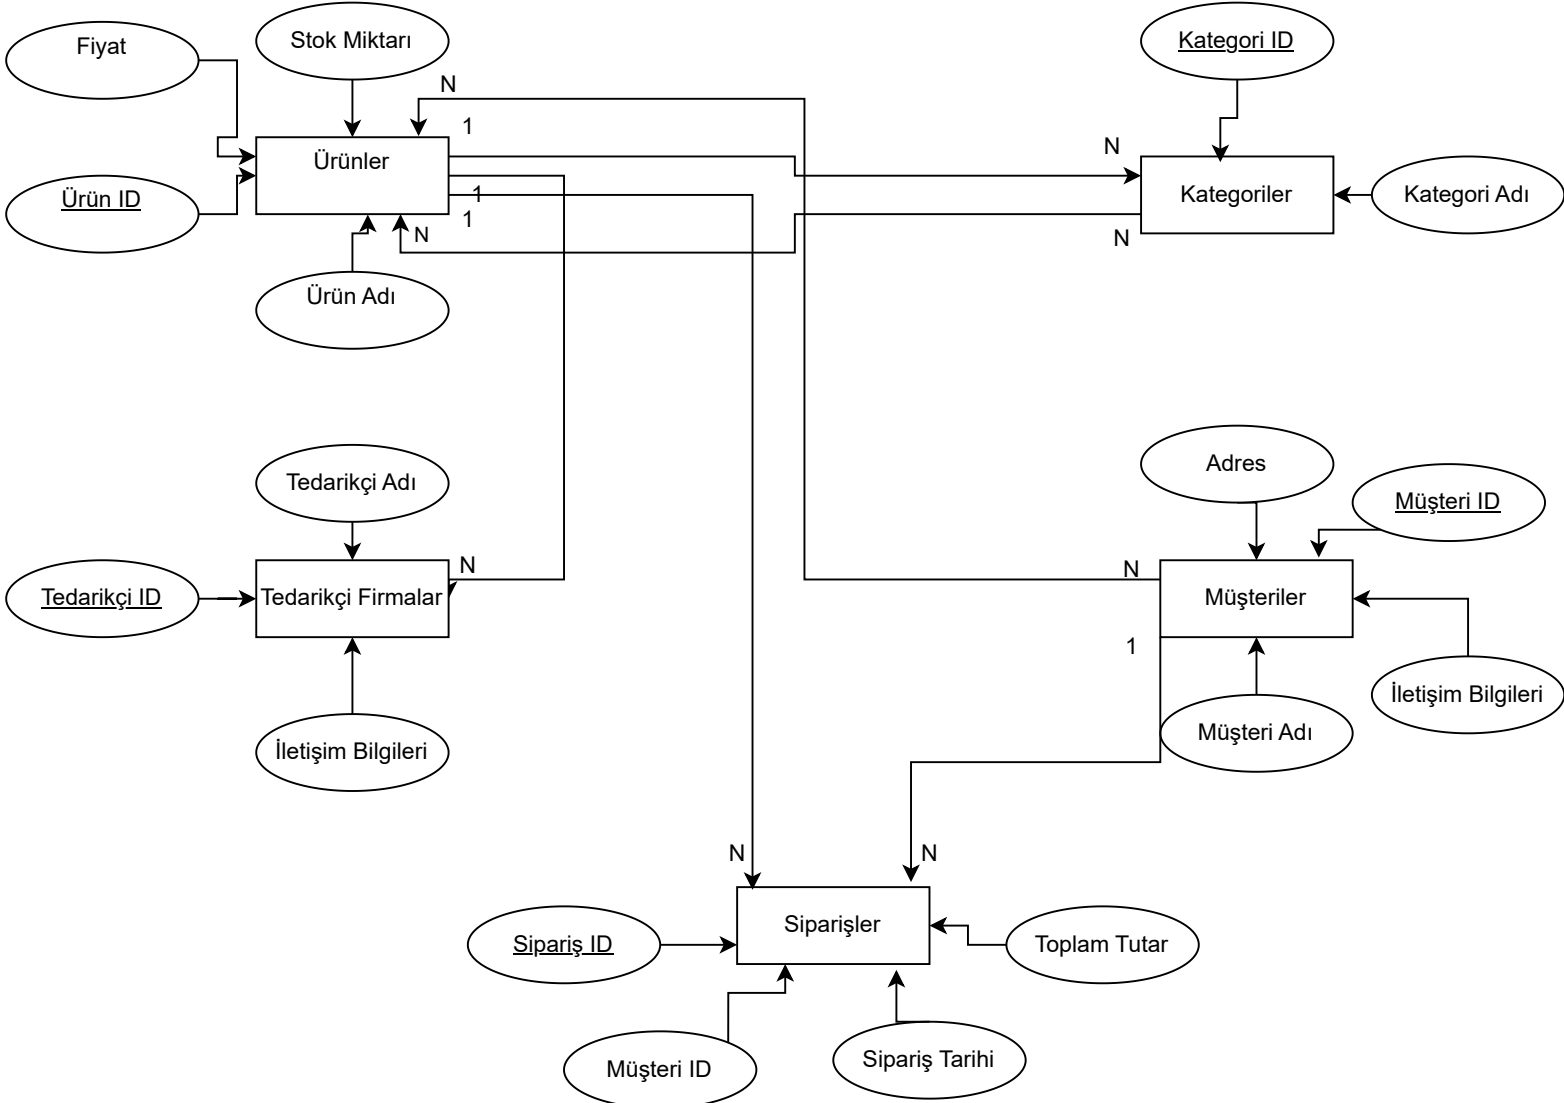 Fiyat
Stok Miktarı
Kategori ID
N
1
Ürünler
N
Ürün ID
1
1
N
Kategoriler
Kategori Adı
N
Ürün Adı
Tedarikçi Adı
Adres
Müşteri ID
N
N
Tedarikçi ID
Tedarikçi Firmalar
Müşteriler
1
İletişim Bilgileri
Müşteri Adı
İletişim Bilgileri
N
N
Siparişler
Sipariş ID
Toplam Tutar
Müşteri ID
Sipariş Tarihi